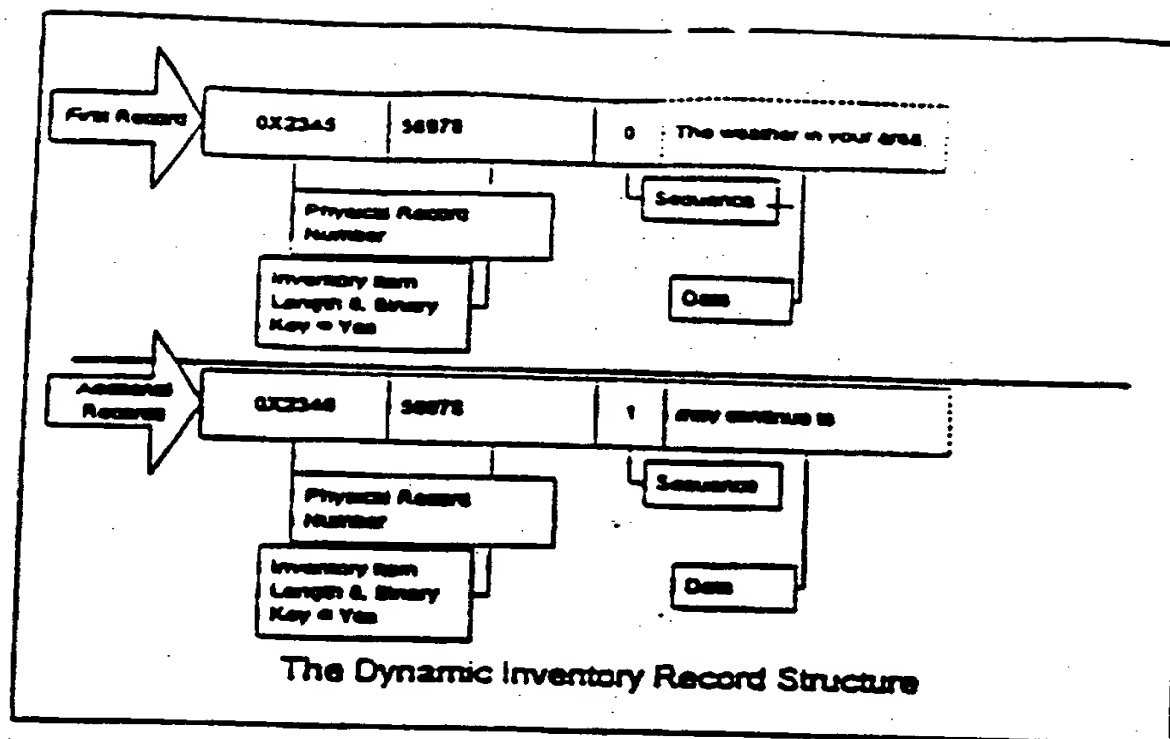 First Record
0X2345
56978
0
The weather in your area
Physical Record
Number
Sequence
Inventory Item
Length 8, Binary
Key = Yes
Data
Additional
Records
0X2346
56978
1
may continue to
Physical Record
Number
Sequence
Inventory Item
Length 8, Binary
Key = Yes
Data
The Dynamic Inventory Record Structure